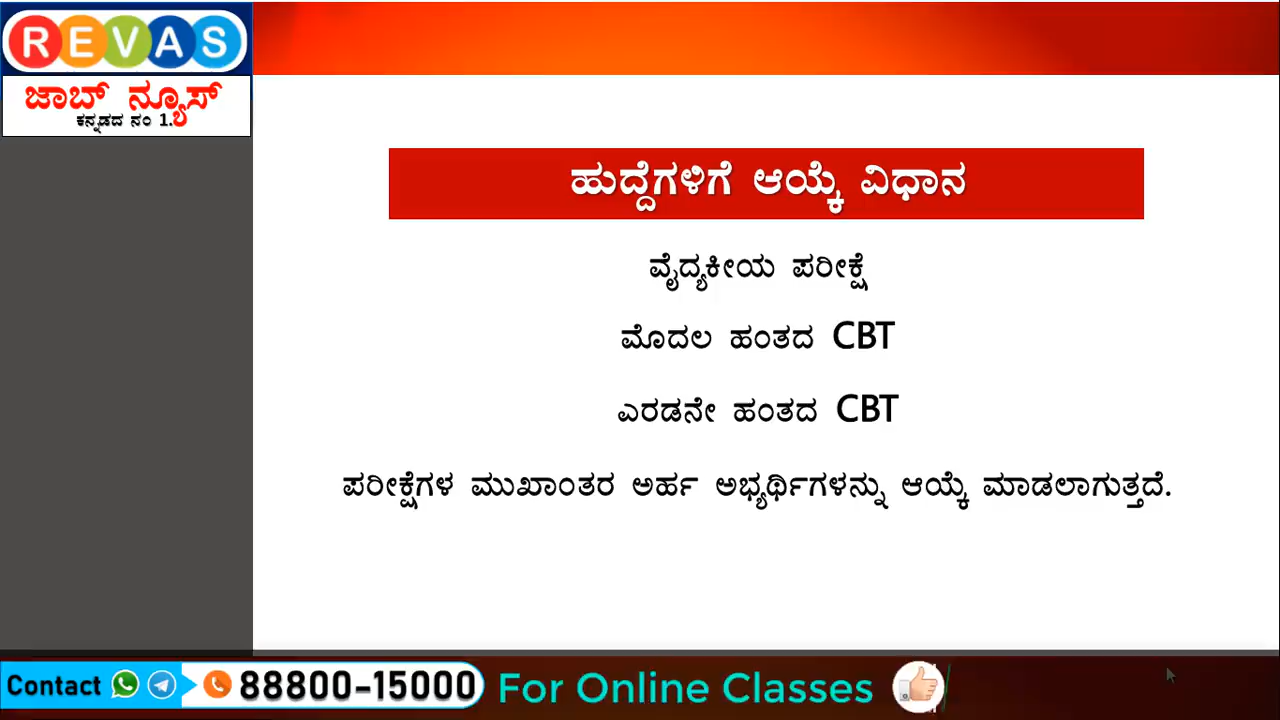 REVAS
ಜಾಬ್ ನ್ಯೂಸ್
ಕನ್ನಡದ ನಂ 1.
ಹುದ್ದೆಗಳಿಗೆ ಆಯ್ಕೆ ವಿಧಾನ
ವೈದ್ಯಕೀಯ ಪರೀಕ್ಷೆ
ಮೊದಲ ಹಂತದ CBT
ಎರಡನೇ ಹಂತದ CBT
ಪರೀಕ್ಷೆಗಳ ಮುಖಾಂತರ ಅರ್ಹ ಅಭ್ಯರ್ಥಿಗಳನ್ನು ಆಯ್ಕೆ ಮಾಡಲಾಗುತ್ತದೆ.
Contact 88800-15000 For Online Classes